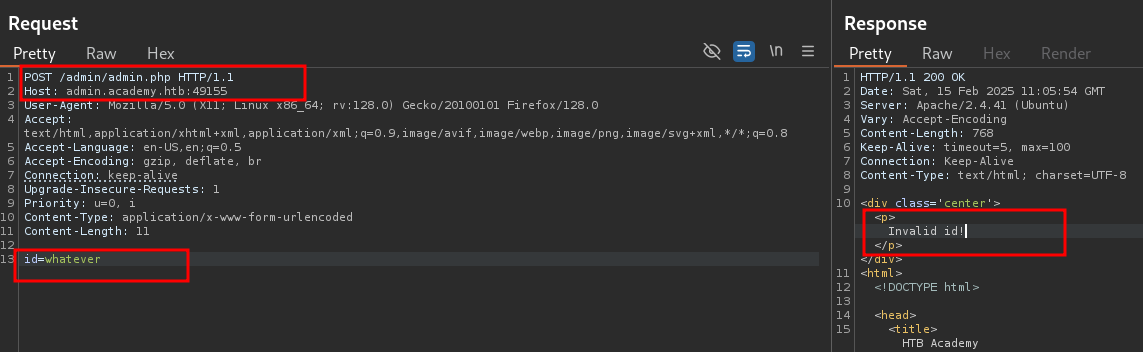 Request
Pretty Raw Hex
\n
1 POST /admin/admin.php HTTP/1.1
2 Host: admin.academy.htb:49155
3 User-Agent: Mozilla/5.0 (X11; Linux x86_64; rv:128.0) Gecko/20100101 Firefox/128.0
4 Accept:
text/html,application/xhtml+xml,application/xml;q=0.9,image/avif,image/webp,image/png,image/svg+xml,*/*;q=0.8
5 Accept-Language: en-US,en;q=0.5
6 Accept-Encoding: gzip, deflate, br
7 Connection: keep-alive
8 Upgrade-Insecure-Requests: 1
9 Priority: u=0, i
10 Content-Type: application/x-www-form-urlencoded
11 Content-Length: 11
12
13 id=whatever
Response
Pretty Raw Hex Render
1 HTTP/1.1 200 OK
2 Date: Sat, 15 Feb 2025 11:05:54 GMT
3 Server: Apache/2.4.41 (Ubuntu)
4 Vary: Accept-Encoding
5 Content-Length: 768
6 Keep-Alive: timeout=5, max=100
7 Connection: Keep-Alive
8 Content-Type: text/html; charset=UTF-8
9
10 <div class='center'>
<p>
Invalid id!
</p>
</div>
11 <html>
12 <!DOCTYPE html>
13
14 <head>
15 <title>
HTB Academy